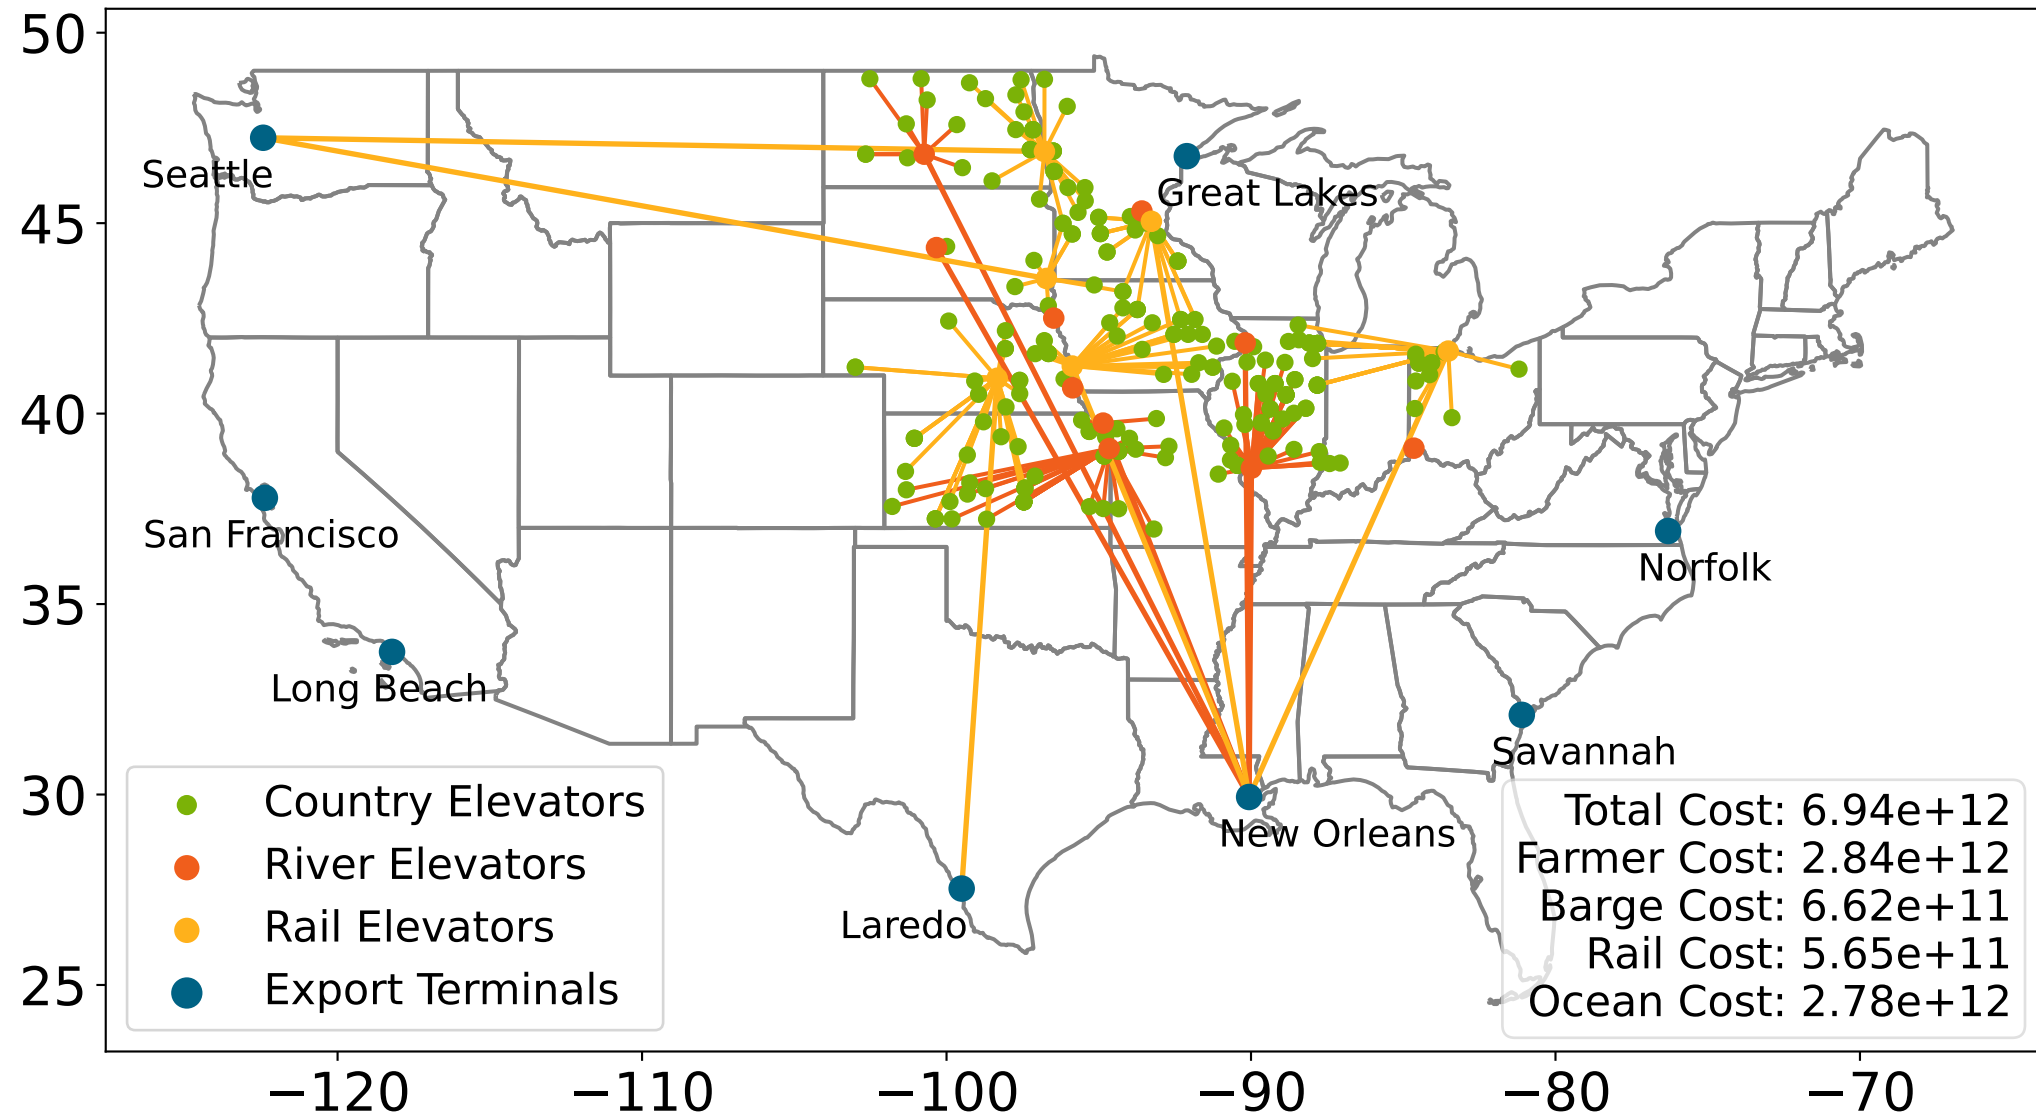 50
45
40
35
30
25
−120
−110
−100
−90
−80
−70
Seattle
Great Lakes
San Francisco
Norfolk
Long Beach
Savannah
New Orleans
Laredo
Country Elevators
River Elevators
Rail Elevators
Export Terminals
Total Cost: 6.94e+12
Farmer Cost: 2.84e+12
Barge Cost: 6.62e+11
Rail Cost: 5.65e+11
Ocean Cost: 2.78e+12